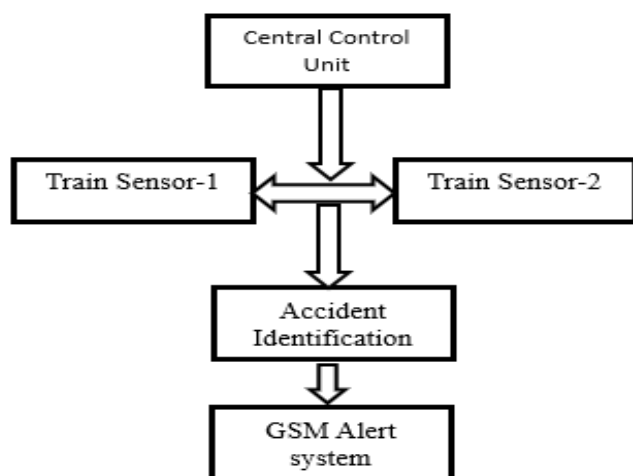 Central Control
Unit
Train Sensor-1
Train Sensor-2
Accident
Identification
GSM Alert
system